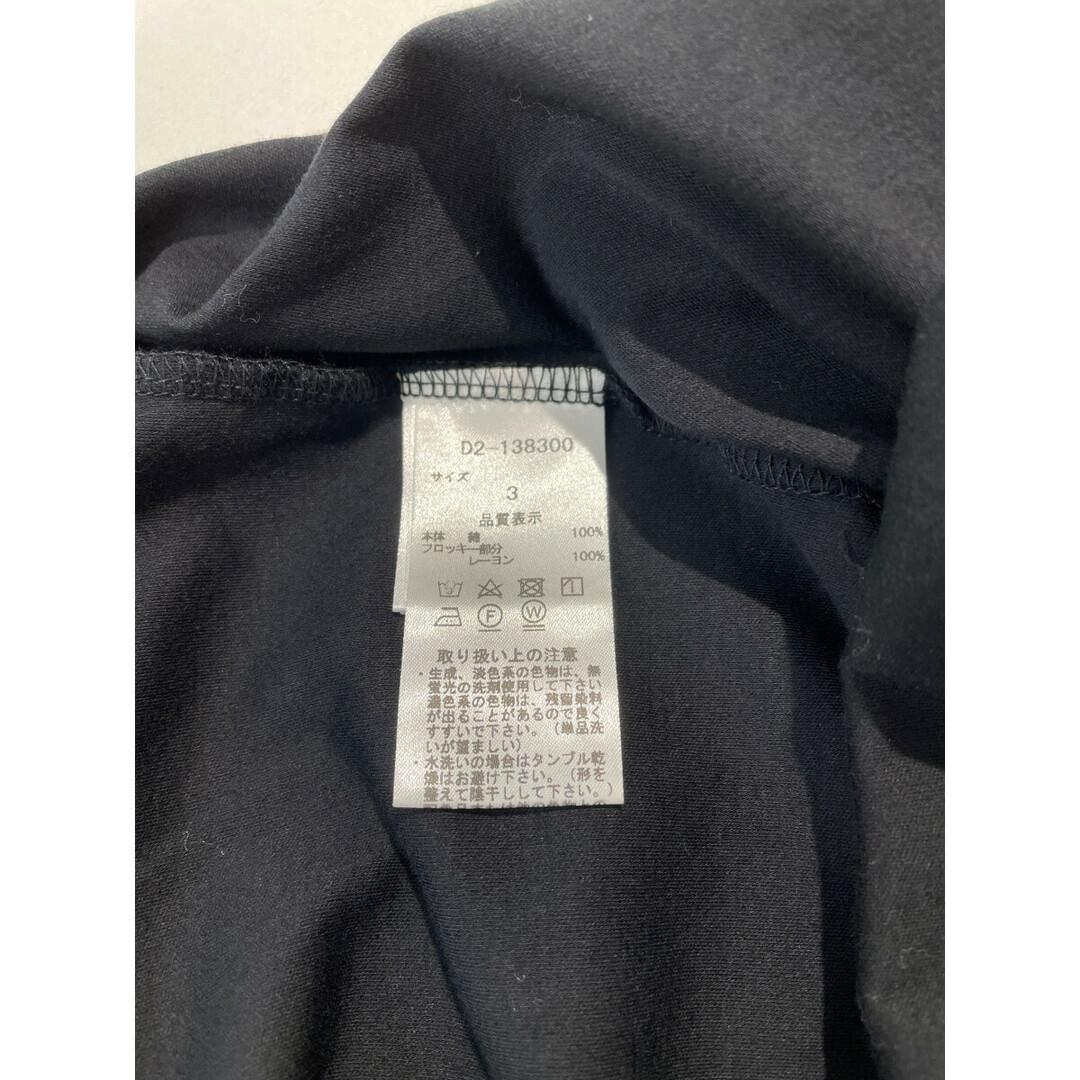 D2-138300
サイズ
3
品質表示
本体 綿 100%
フロッキー部分
レーヨン 100%
F W
取り扱い上の注意
・生成、淡色系の色物は、無
蛍光の洗剤使用して下さい
濃色系の色物は、残留染料
が出ることがあるので良く
すすいで下さい。（単品洗
いが望ましい）
・水洗いの場合はタンブル乾
燥はお避け下さい。（形を
整えて陰干しして下さい。）